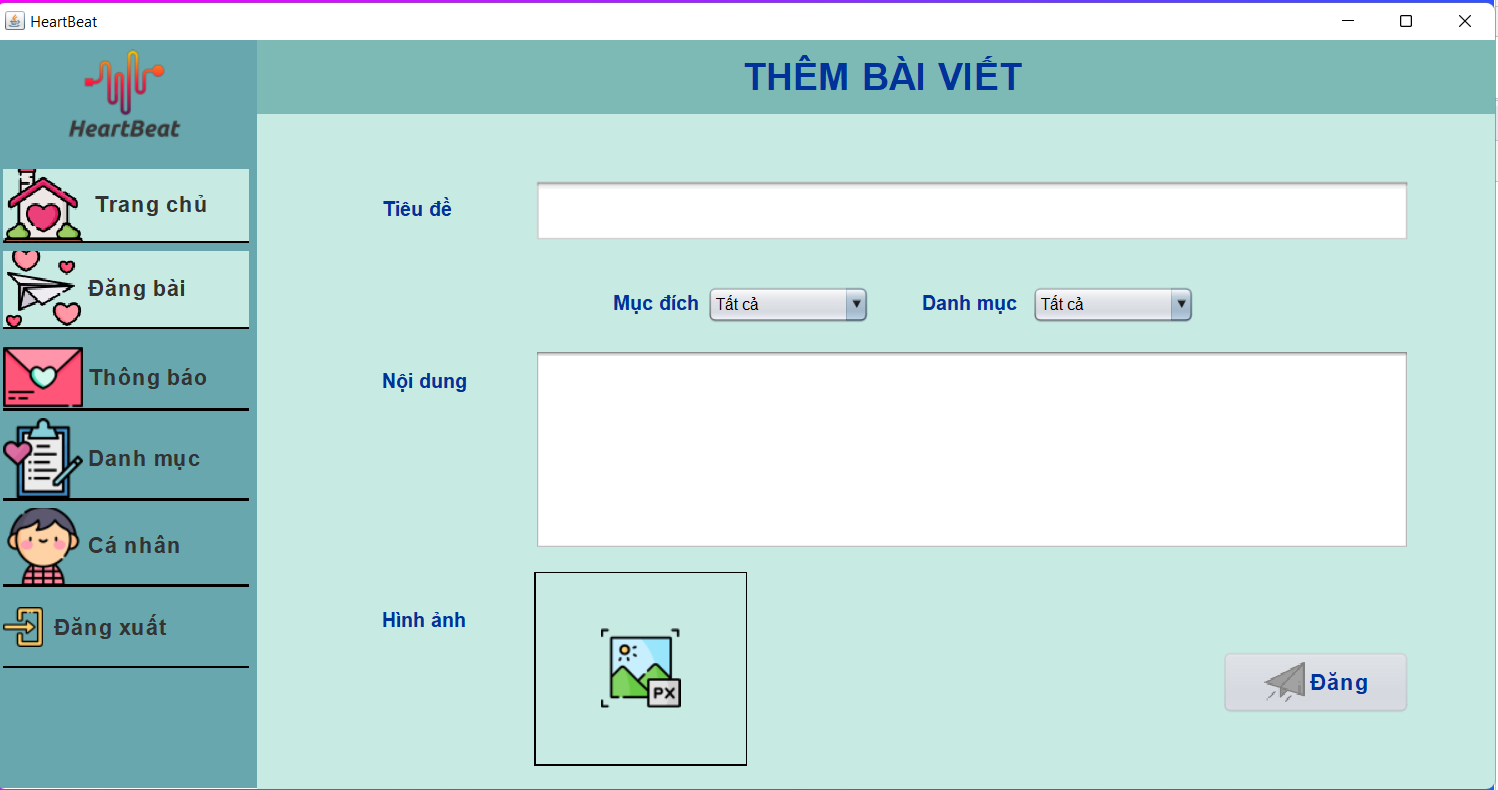 HeartBeat
HeartBeat
THÊM BÀI VIẾT
Trang chủ
Đăng bài
Thông báo
Danh mục
Cá nhân
Đăng xuất
Tiêu đề
Mục đích Tất cả Danh mục Tất cả
Nội dung
Hình ảnh
PX
Đăng